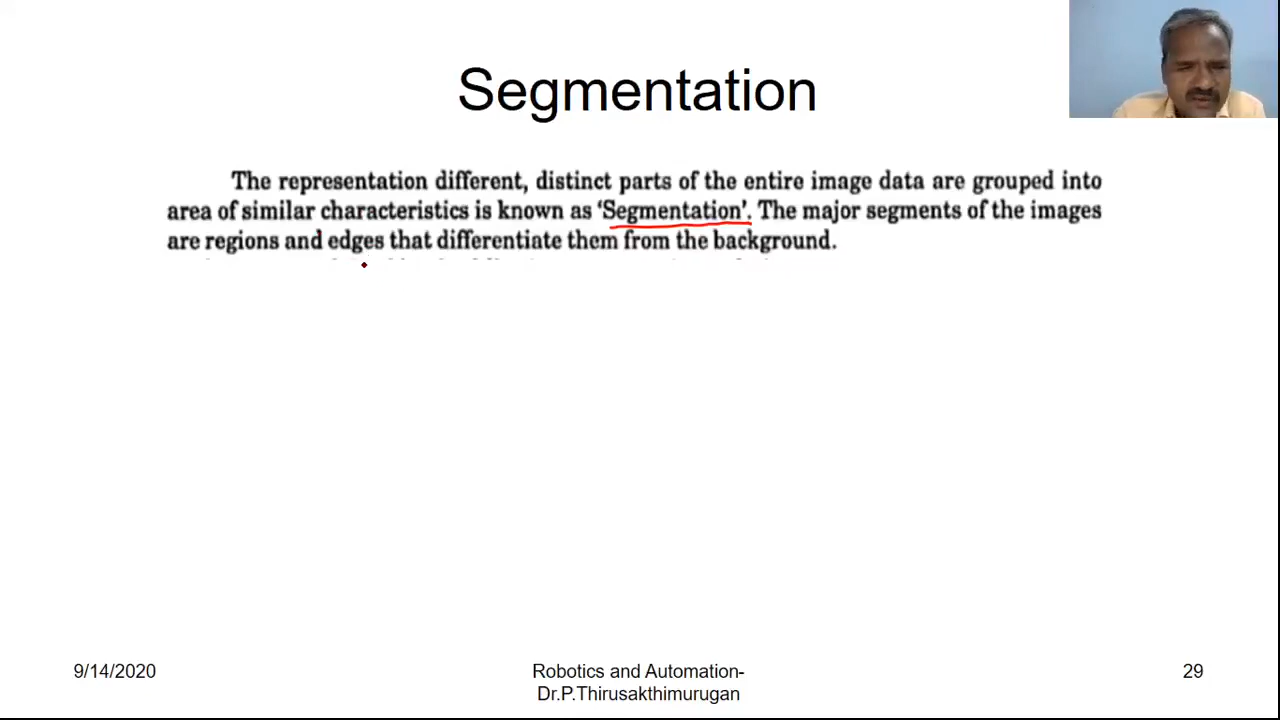 Segmentation
The representation different, distinct parts of the entire image data are grouped into
area of similar characteristics is known as ‘Segmentation’. The major segments of the images
are regions and edges that differentiate them from the background.
9/14/2020
Robotics and Automation-
Dr.P.Thirusakthimurugan
29